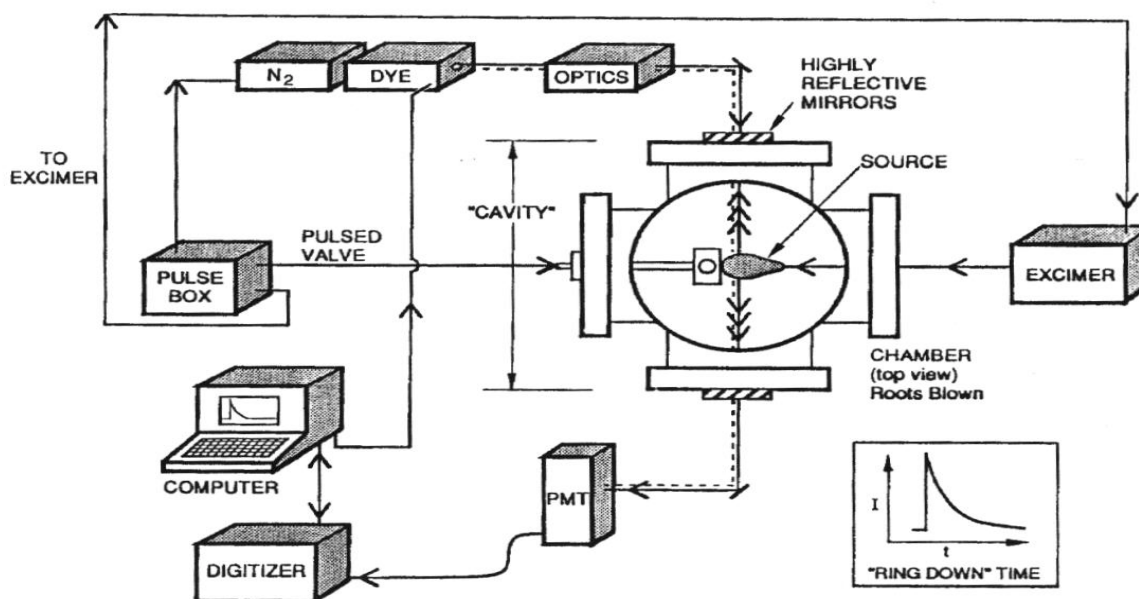 N2
DYE
OPTICS
HIGHLY
REFLECTIVE
MIRRORS
TO
EXCIMER
SOURCE
"CAVITY"
PULSED
VALVE
PULSE
BOX
EXCIMER
CHAMBER
(top view)
Roots Blown
COMPUTER
PMT
DIGITIZER
I
t
"RING DOWN" TIME